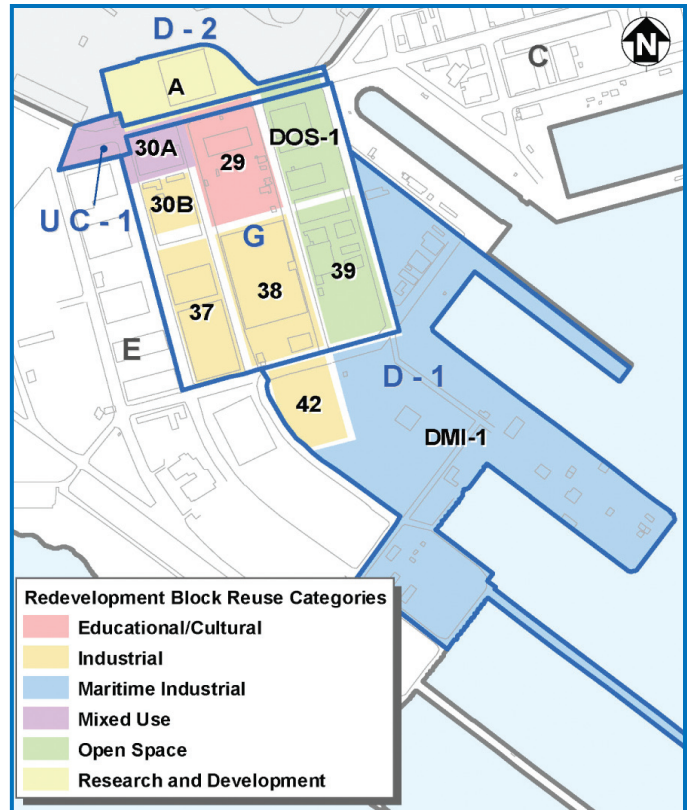 D - 2
N
C
A
DOS-1
30A
29
UC - 1
30B
G
39
37
38
E
D - 1
42
DMI-1
Redevelopment Block Reuse Categories
Educational/Cultural
Industrial
Maritime Industrial
Mixed Use
Open Space
Research and Development